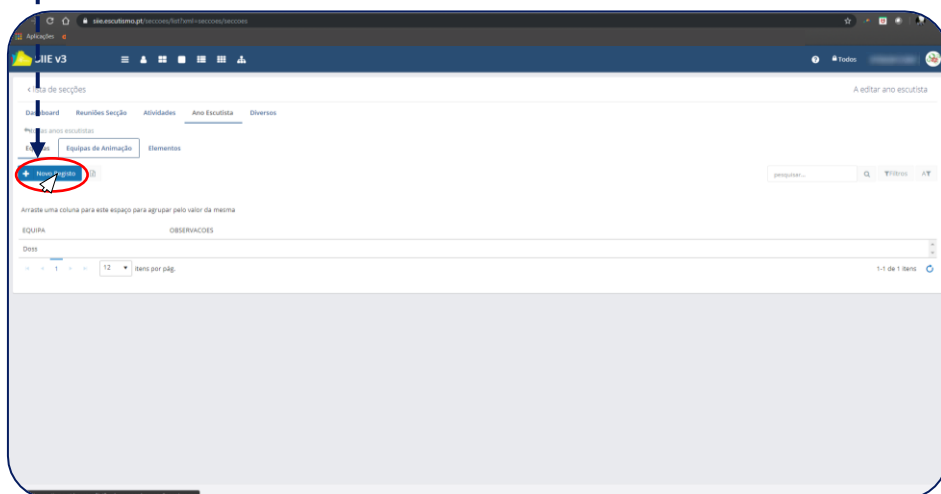 siie.escutismo.pt/seccoes/list?xml=seccoes/seccoes
Aplicações
SIIE v3
Todos
lista de secções
A editar ano escutista
Dashboard Reuniões Secção Atividades Ano Escutista Diversos
anos escutistas
Equipas Equipas de Animação Elementos
+ Novo Registo
pesquisar... Filtros
Arraste uma coluna para este espaço para agrupar pelo valor da mesma
EQUIPA OBSERVACOES
Doss
1 12 itens por pág. 1-1 de 1 itens